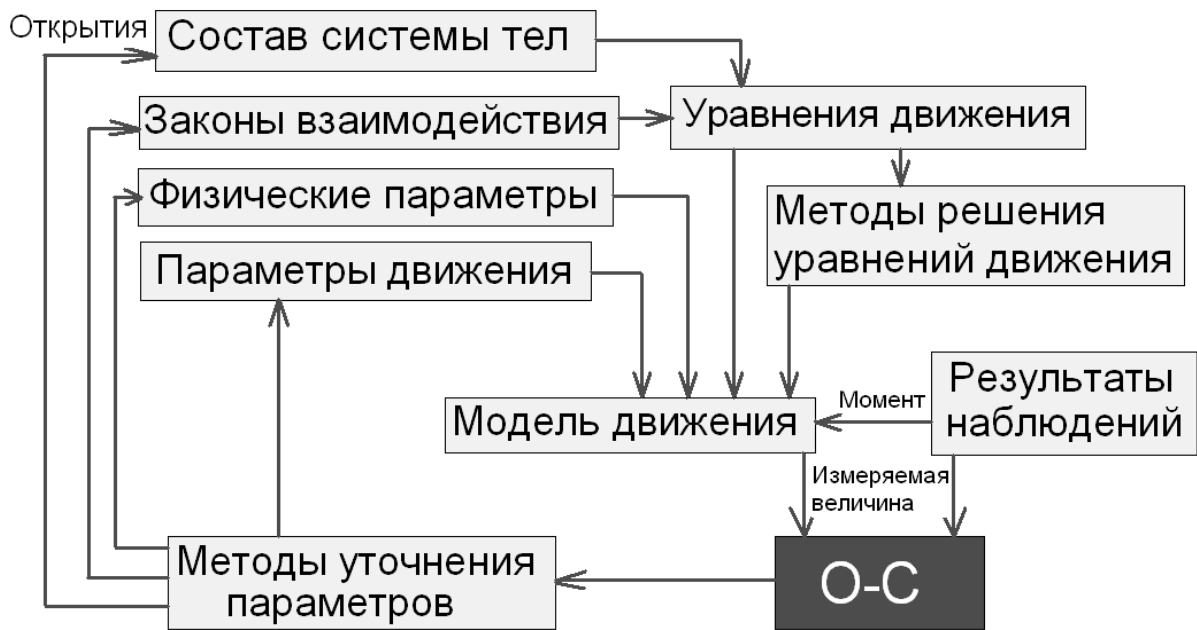 Открытия
Состав системы тел
Законы взаимодействия
Уравнения движения
Физические параметры
Методы решения
уравнений движения
Параметры движения
Результаты
наблюдений
Момент
Модель движения
Измеряемая
величина
Методы уточнения
параметров
О-С